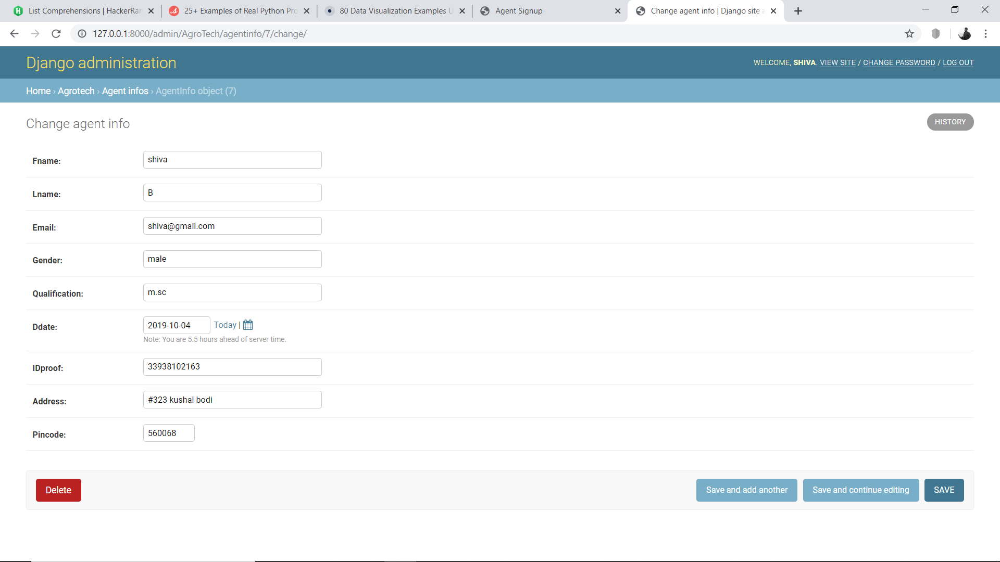 List Comprehensions | HackerRan
25+ Examples of Real Python Pro
80 Data Visualization Examples U
Agent Signup
Change agent info | Django site a
127.0.0.1:8000/admin/AgroTech/agentinfo/7/change/
Django administration
WELCOME, SHIVA. VIEW SITE / CHANGE PASSWORD / LOG OUT
Home › Agrotech › Agent infos › AgentInfo object (7)
Change agent info
HISTORY
Fname: shiva
Lname: B
Email: shiva@gmail.com
Gender: male
Qualification: m.sc
Ddate: 2019-10-04 Today |
Note: You are 5.5 hours ahead of server time.
IDproof: 33938102163
Address: #323 kushal bodi
Pincode: 560068
Delete
Save and add another
Save and continue editing
SAVE